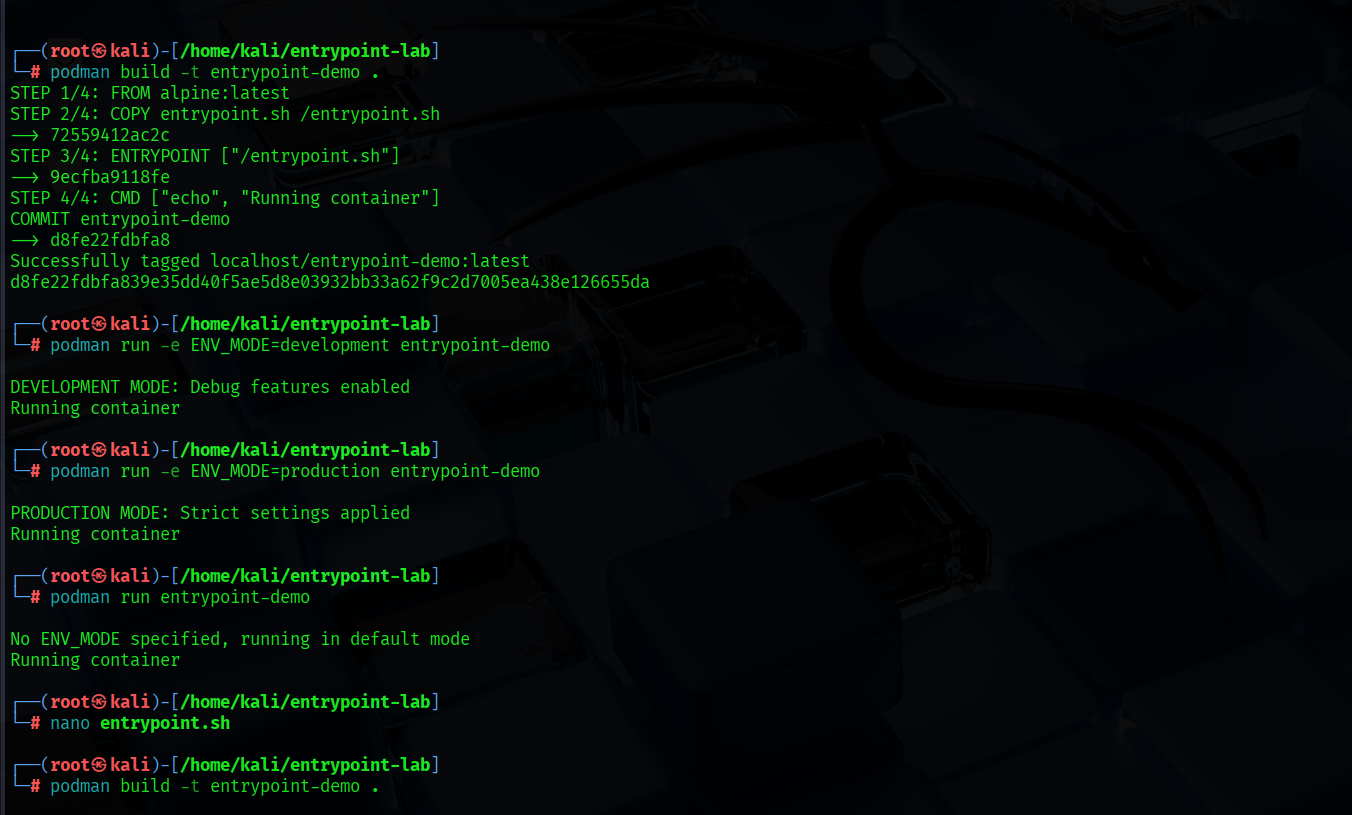 ┌──(root㉿kali)-[/home/kali/entrypoint-lab]
└─# podman build -t entrypoint-demo .
STEP 1/4: FROM alpine:latest
STEP 2/4: COPY entrypoint.sh /entrypoint.sh
--> 72559412ac2c
STEP 3/4: ENTRYPOINT ["/entrypoint.sh"]
--> 9ecfba9118fe
STEP 4/4: CMD ["echo", "Running container"]
COMMIT entrypoint-demo
--> d8fe22fdbfa8
Successfully tagged localhost/entrypoint-demo:latest
d8fe22fdbfa839e35dd40f5ae5d8e03932bb33a62f9c2d7005ea438e126655da
┌──(root㉿kali)-[/home/kali/entrypoint-lab]
└─# podman run -e ENV_MODE=development entrypoint-demo
DEVELOPMENT MODE: Debug features enabled
Running container
┌──(root㉿kali)-[/home/kali/entrypoint-lab]
└─# podman run -e ENV_MODE=production entrypoint-demo
PRODUCTION MODE: Strict settings applied
Running container
┌──(root㉿kali)-[/home/kali/entrypoint-lab]
└─# podman run entrypoint-demo
No ENV_MODE specified, running in default mode
Running container
┌──(root㉿kali)-[/home/kali/entrypoint-lab]
└─# nano entrypoint.sh
┌──(root㉿kali)-[/home/kali/entrypoint-lab]
└─# podman build -t entrypoint-demo .